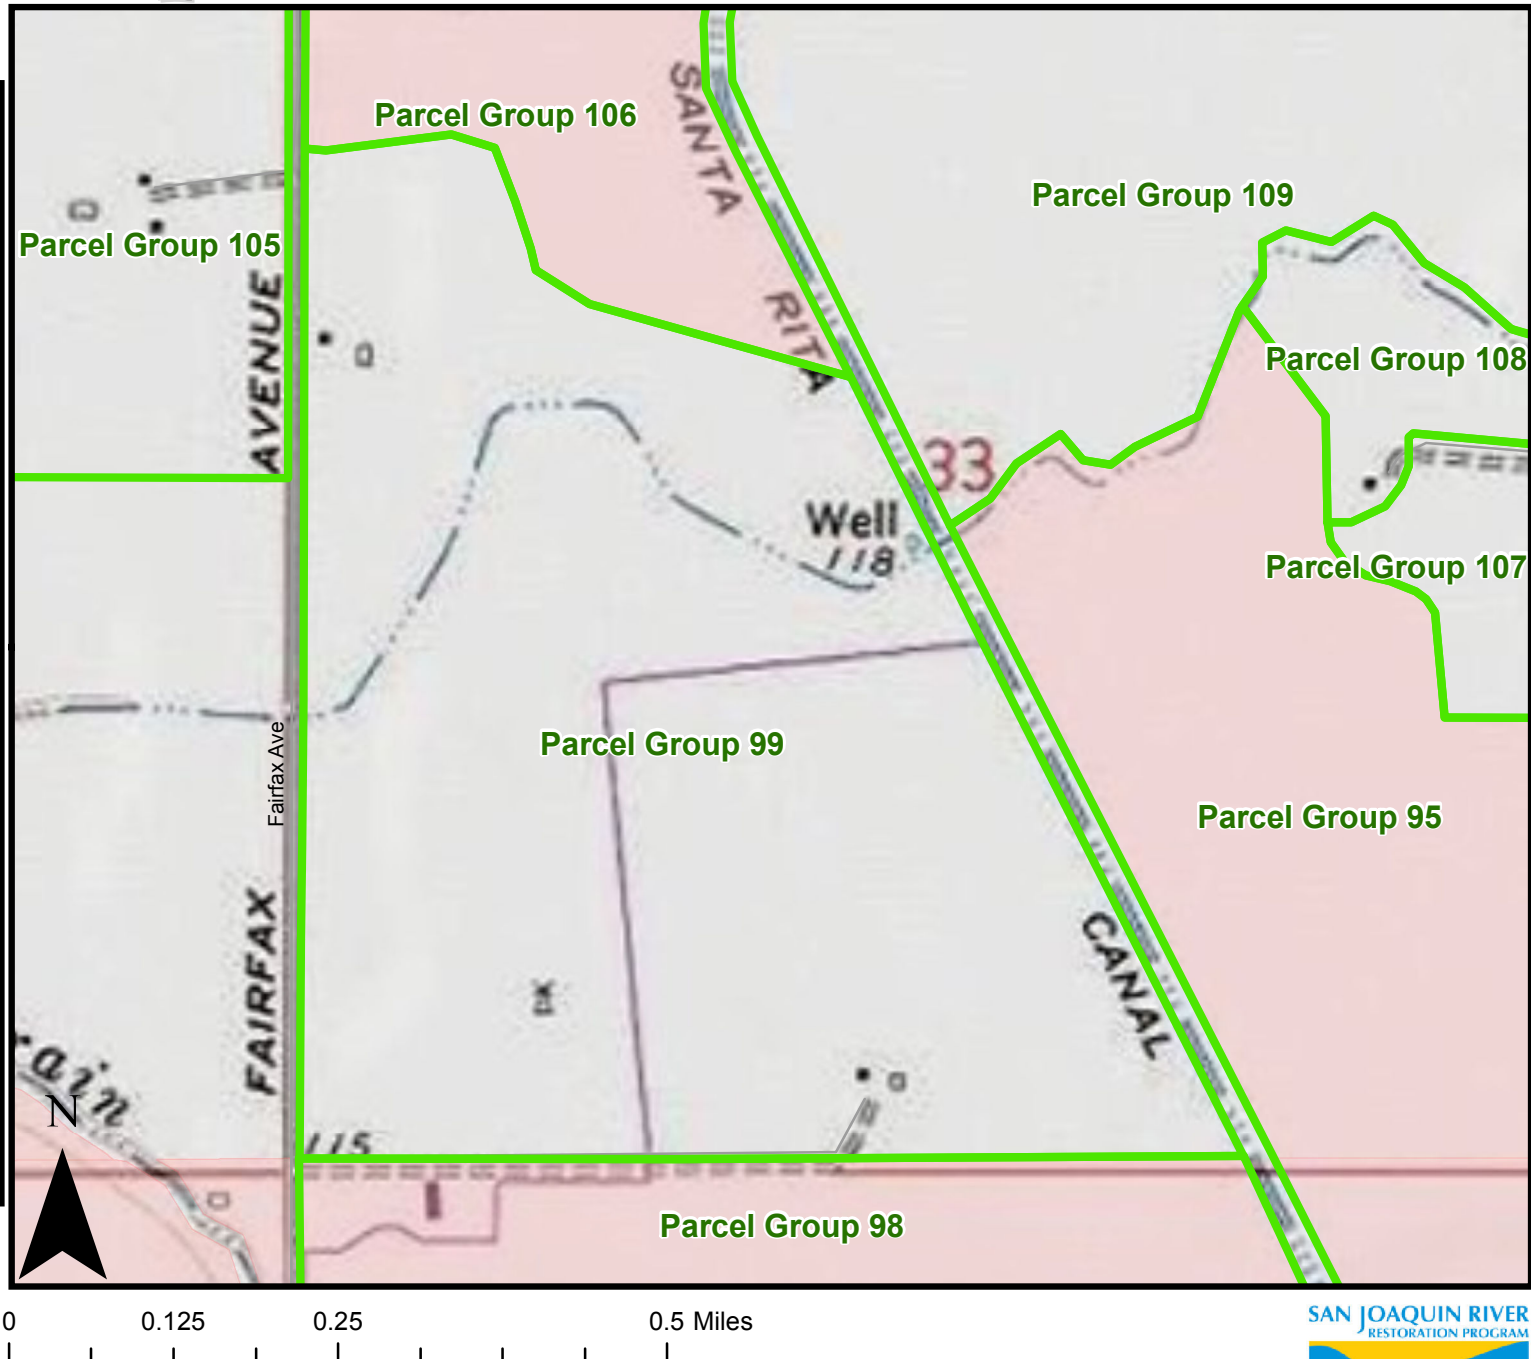 Parcel Group 106
SANTA
Parcel Group 109
Parcel Group 105
AVENUE
RITA
Parcel Group 108
33
Well
118
Parcel Group 107
Fairfax Ave
Parcel Group 99
Parcel Group 95
FAIRFAX
CANAL
rain
N
115
Parcel Group 98
0 0.125 0.25 0.5 Miles
SAN JOAQUIN RIVER
RESTORATION PROGRAM